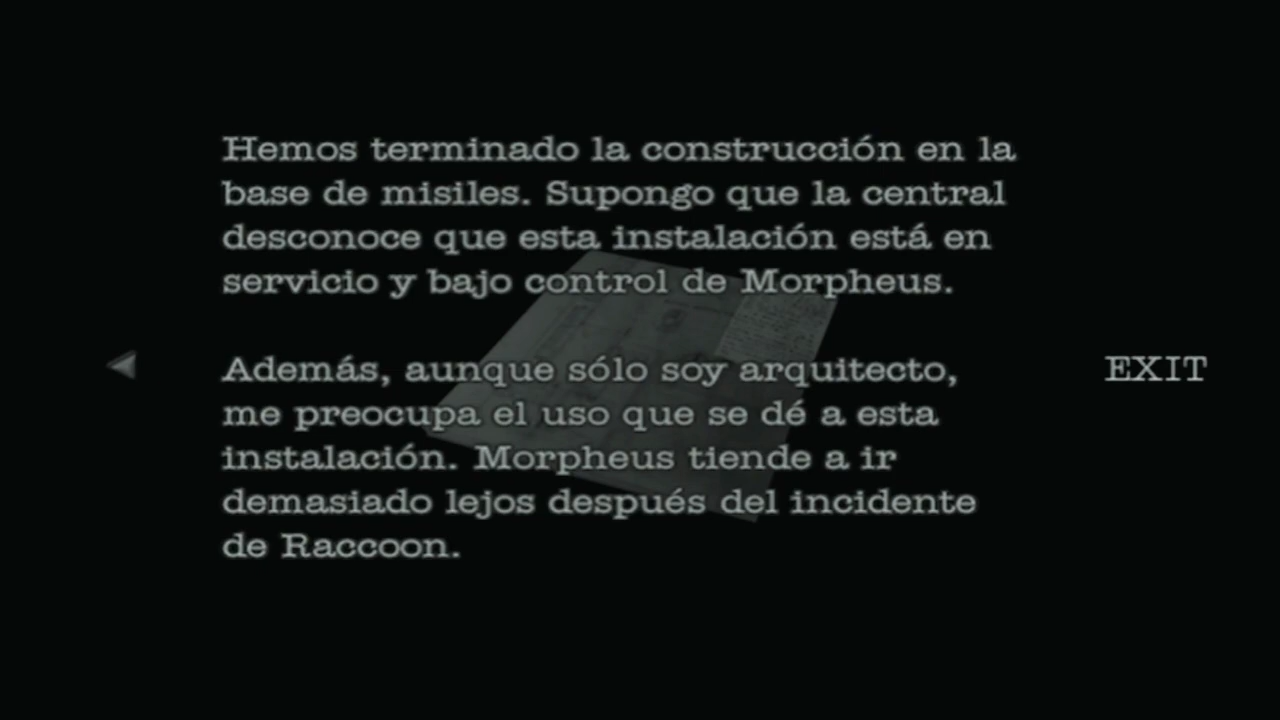 Hemos terminado la construcción en la
base de misiles. Supongo que la central
desconoce que esta instalación está en
servicio y bajo control de Morpheus.
Además, aunque sólo soy arquitecto,
me preocupa el uso que se dé a esta
instalación. Morpheus tiende a ir
demasiado lejos después del incidente
de Raccoon.
EXIT